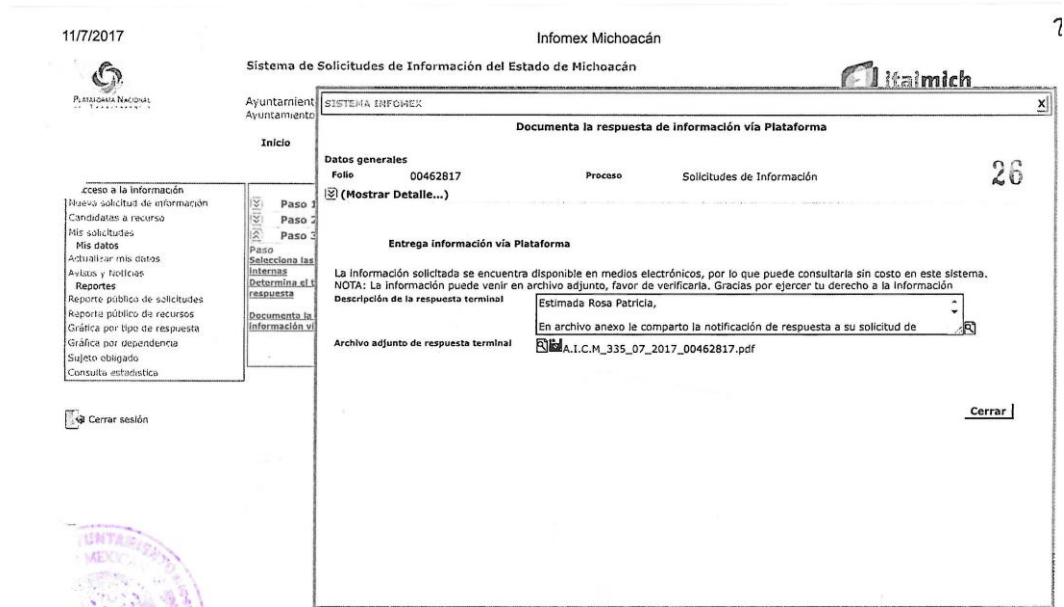 11/7/2017
Infomex Michoacán
PLATAFORMA NACIONAL
Sistema de Solicitudes de Información del Estado de Michoacán
itaimich
Ayuntamient
Ayuntamiento
Inicio
cceso a la información
Nueva solicitud de información
Candidatas a recurso
Mis solicitudes
Mis datos
Actualizar mis datos
Avisos y Noticias
Reportes
Reporte público de solicitudes
Reporte público de recursos
Gráfica por tipo de respuesta
Gráfica por dependencia
Sujeto obligado
Consulta estadística
Cerrar sesión
Paso 1
Paso 2
Paso 3
Paso
Selecciona las
Internas
Determina el t
respuesta
Documenta la
información ví
SISTEMA INFOMEX
X
Documenta la respuesta de información vía Plataforma
Datos generales
Folio 00462817 Proceso Solicitudes de Información
26
(Mostrar Detalle...)
Entrega información vía Plataforma
La información solicitada se encuentra disponible en medios electrónicos, por lo que puede consultarla sin costo en este sistema.
NOTA: La información puede venir en archivo adjunto, favor de verificarla. Gracias por ejercer tu derecho a la información
Descripción de la respuesta terminal
Estimada Rosa Patricia,
En archivo anexo le comparto la notificación de respuesta a su solicitud de
Archivo adjunto de respuesta terminal
A.I.C.M_335_07_2017_00462817.pdf
Cerrar